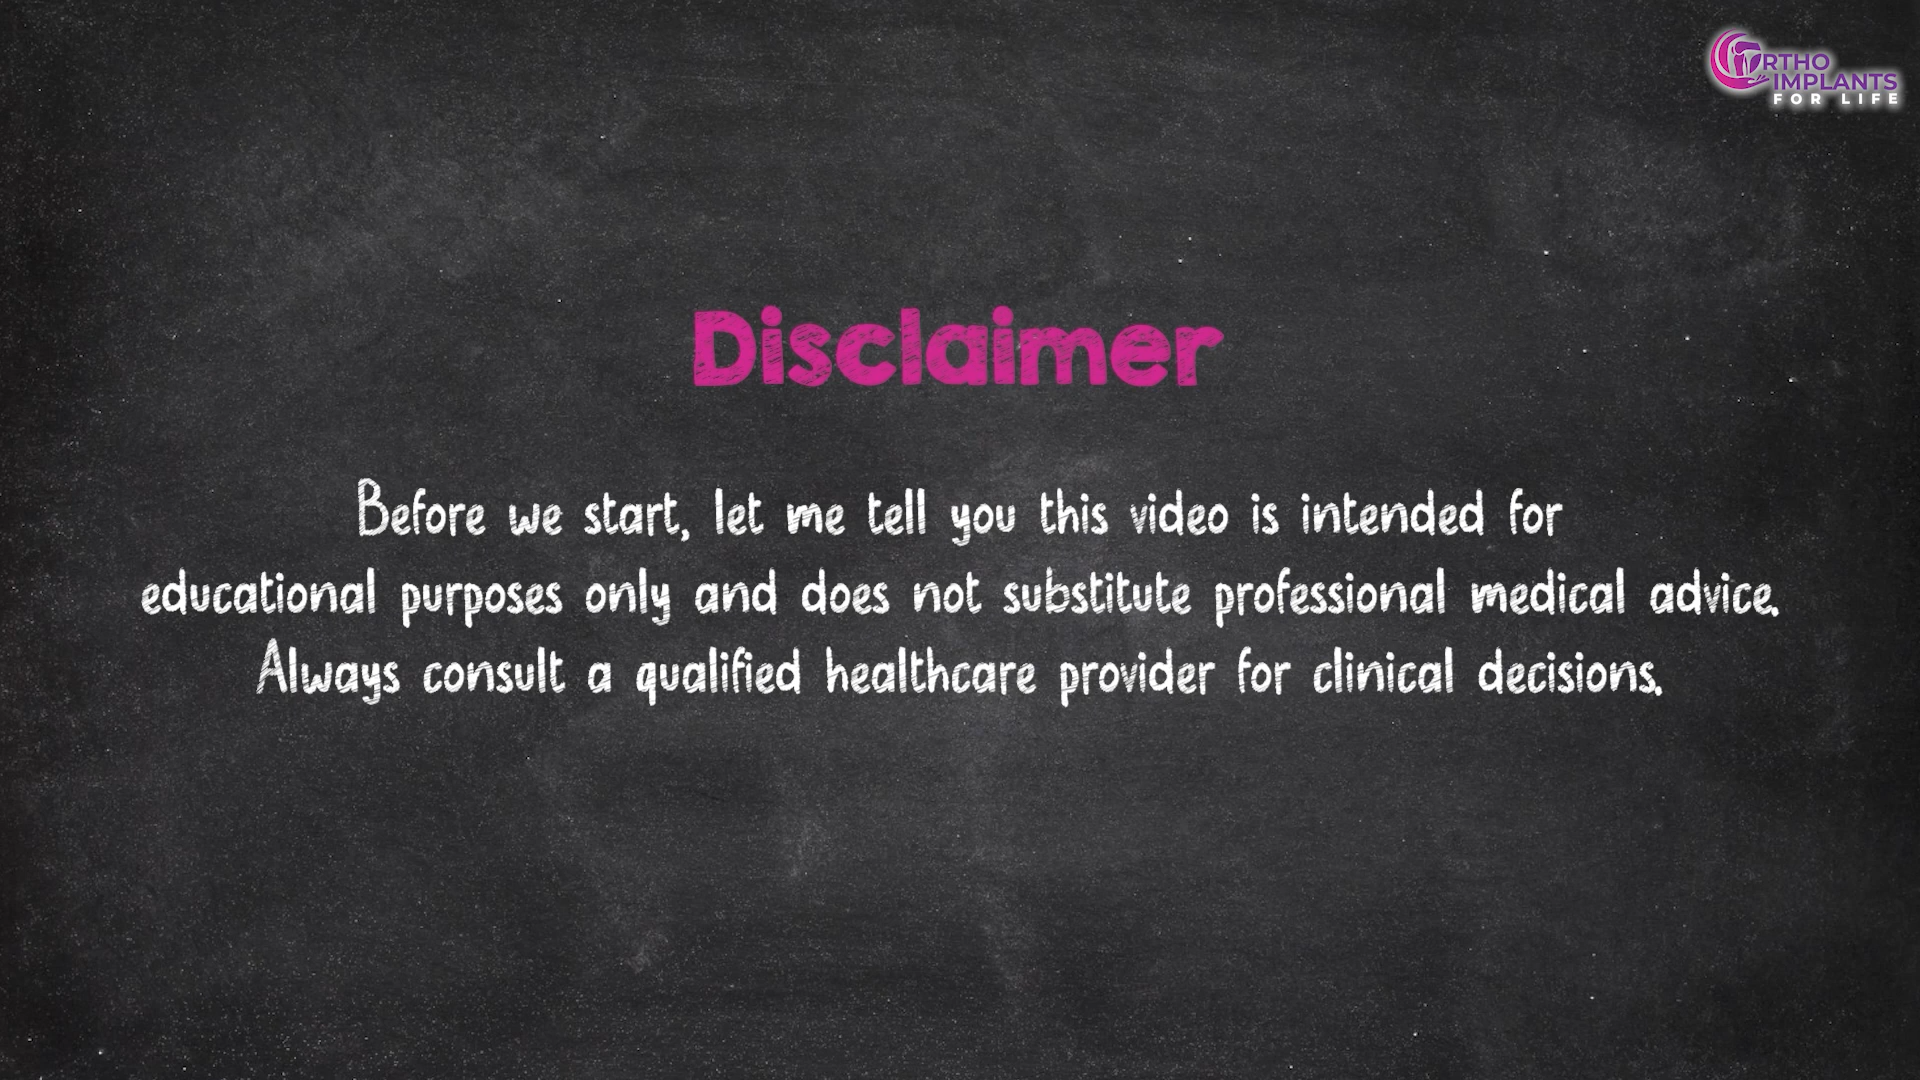 ORTHO
IMPLANTS
FOR LIFE
Disclaimer
Before we start, let me tell you this video is intended for
educational purposes only and does not substitute professional medical advice.
Always consult a qualified healthcare provider for clinical decisions.